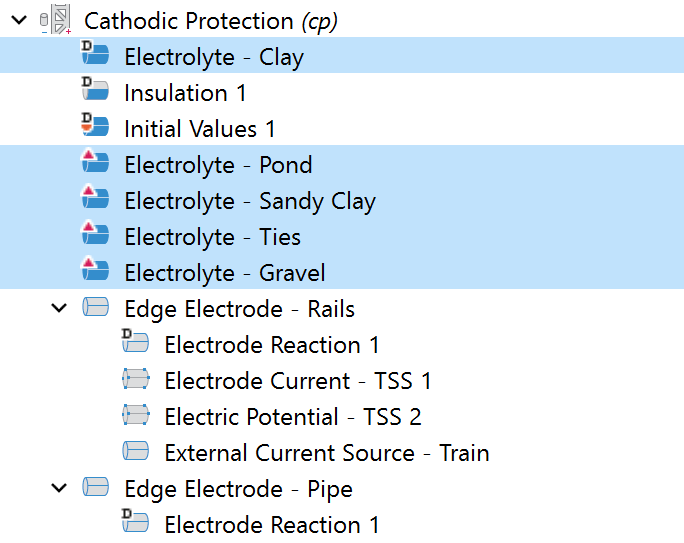 Cathodic Protection (cp)
D Electrolyte - Clay
D Insulation 1
D Initial Values 1
Electrolyte - Pond
Electrolyte - Sandy Clay
Electrolyte - Ties
Electrolyte - Gravel
Edge Electrode - Rails
D Electrode Reaction 1
Electrode Current - TSS 1
Electric Potential - TSS 2
External Current Source - Train
Edge Electrode - Pipe
D Electrode Reaction 1